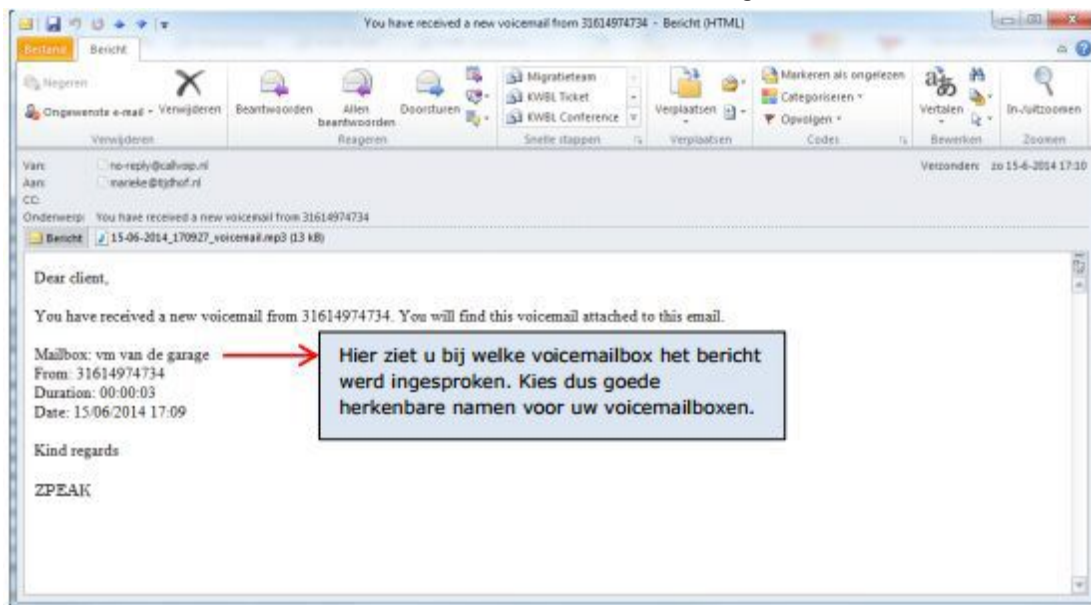 You have received a new voicemail from 31614974734 - Bericht (HTML)
Bestand Bericht
Negeren
Ongewenste e-mail Verwijderen
Beantwoorden Allen beantwoorden Doorsturen
Migratieteam
KWBL Ticket
KWBL Conference
Verplaatsen
Markeren als ongelezen
Categoriseren
Opvolgen
Vertalen
In-/uitzoomen
Verwijderen Reageren Snelle stappen Verplaatsen Codes Bewerken Zoomen
Van: no-reply@callvoip.nl Verzonden: zo 15-6-2014 17:10
Aan: marieke@tjdhof.nl
CC:
Onderwerp: You have received a new voicemail from 31614974734
Bericht 15-06-2014_170927_voicemail.mp3 (13 kB)
Dear client,
You have received a new voicemail from 31614974734. You will find this voicemail attached to this email.
Mailbox: vm van de garage
From: 31614974734
Duration: 00:00:03
Date: 15/06/2014 17:09
Hier ziet u bij welke voicemailbox het bericht
werd ingesproken. Kies dus goede
herkenbare namen voor uw voicemailboxen.
Kind regards
ZPEAK